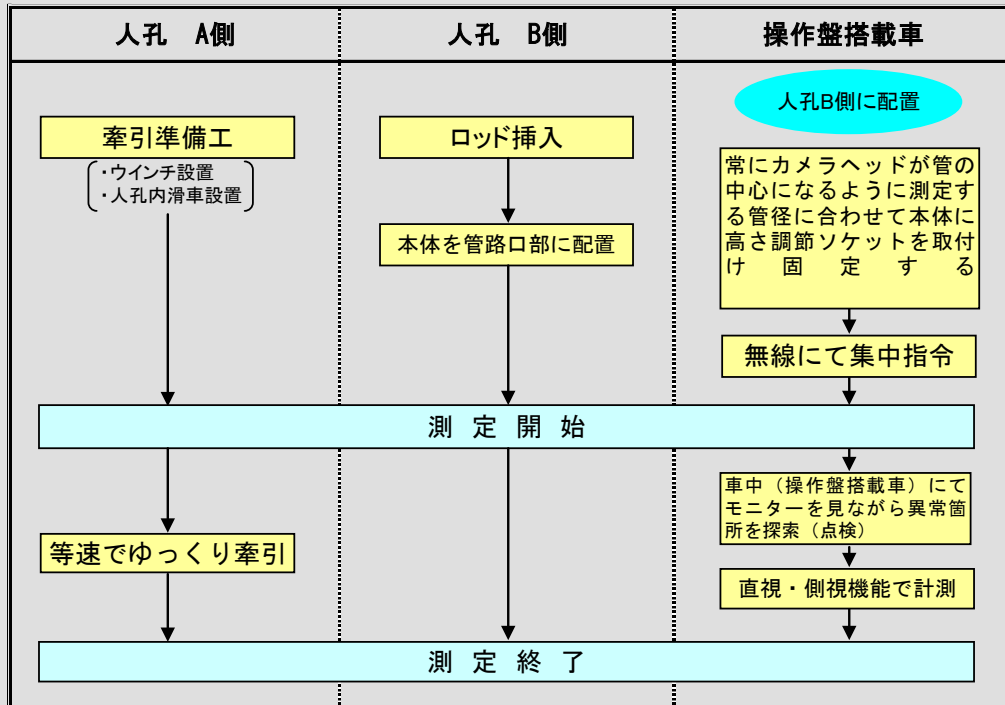 人孔　A側
人孔　B側
操作盤搭載車
人孔B側に配置
牽引準備工
・ウインチ設置
・人孔内滑車設置
ロッド挿入
本体を管路口部に配置
常にカメラヘッドが管の
中心になるように測定す
る管径に合わせて本体に
高さ調節ソケットを取付
け固定する
無線にて集中指令
測定開始
等速でゆっくり牽引
車中（操作盤搭載車）にて
モニターを見ながら異常箇
所を探索（点検）
直視・側視機能で計測
測定終了